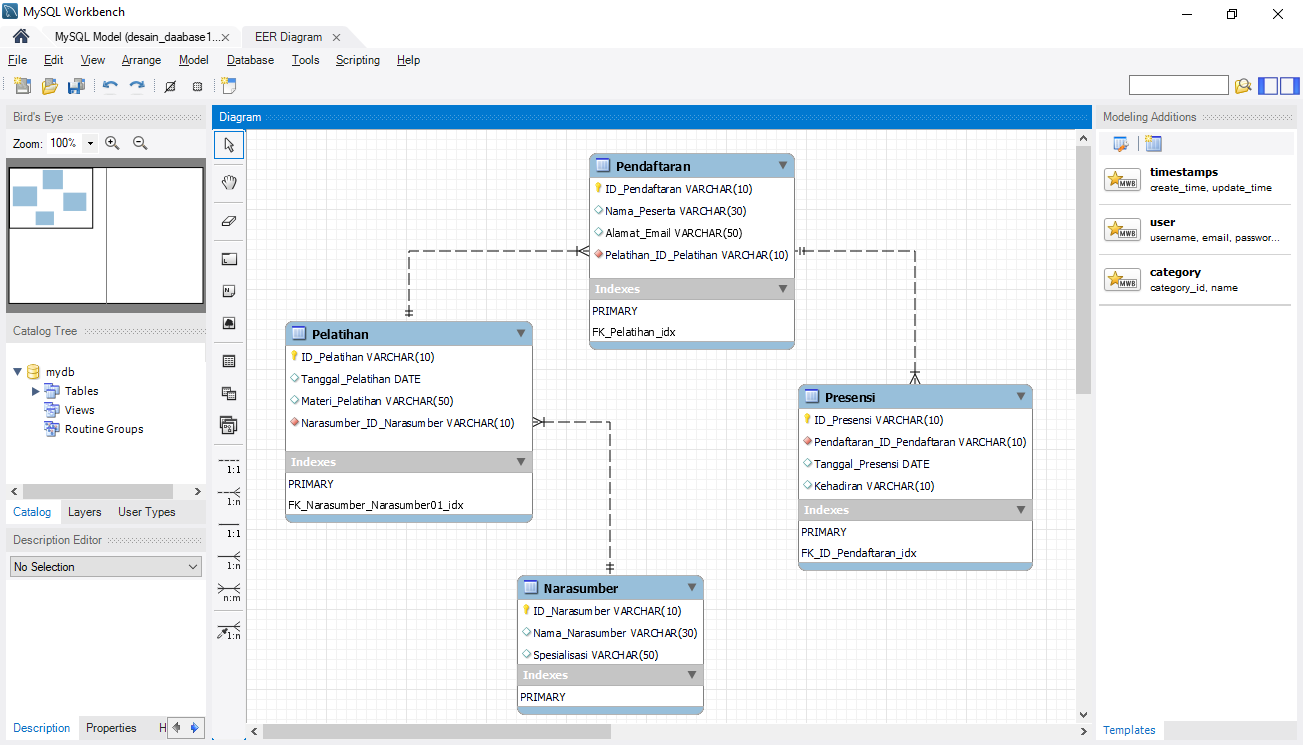 MySQL Workbench
MySQL Model (desain_daabase1...
EER Diagram
File Edit View Arrange Model Database Tools Scripting Help
Bird's Eye
Zoom: 100%
Catalog Tree
mydb
Tables
Views
Routine Groups
Catalog Layers User Types
Description Editor
No Selection
Description Properties H
Diagram
1:1
1:n
1:1
1:n
n:m
1:n
Pendaftaran
ID_Pendaftaran VARCHAR(10)
Nama_Peserta VARCHAR(30)
Alamat_Email VARCHAR(50)
Pelatihan_ID_Pelatihan VARCHAR(10)
Indexes
PRIMARY
FK_Pelatihan_idx
Pelatihan
ID_Pelatihan VARCHAR(10)
Tanggal_Pelatihan DATE
Materi_Pelatihan VARCHAR(50)
Narasumber_ID_Narasumber VARCHAR(10)
Indexes
PRIMARY
FK_Narasumber_Narasumber01_idx
Presensi
ID_Presensi VARCHAR(10)
Pendaftaran_ID_Pendaftaran VARCHAR(10)
Tanggal_Presensi DATE
Kehadiran VARCHAR(10)
Indexes
PRIMARY
FK_ID_Pendaftaran_idx
Narasumber
ID_Narasumber VARCHAR(10)
Nama_Narasumber VARCHAR(30)
Spesialisasi VARCHAR(50)
Indexes
PRIMARY
Modeling Additions
MWB
timestamps
create_time, update_time
MWB
user
username, email, passwor...
MWB
category
category_id, name
Templates